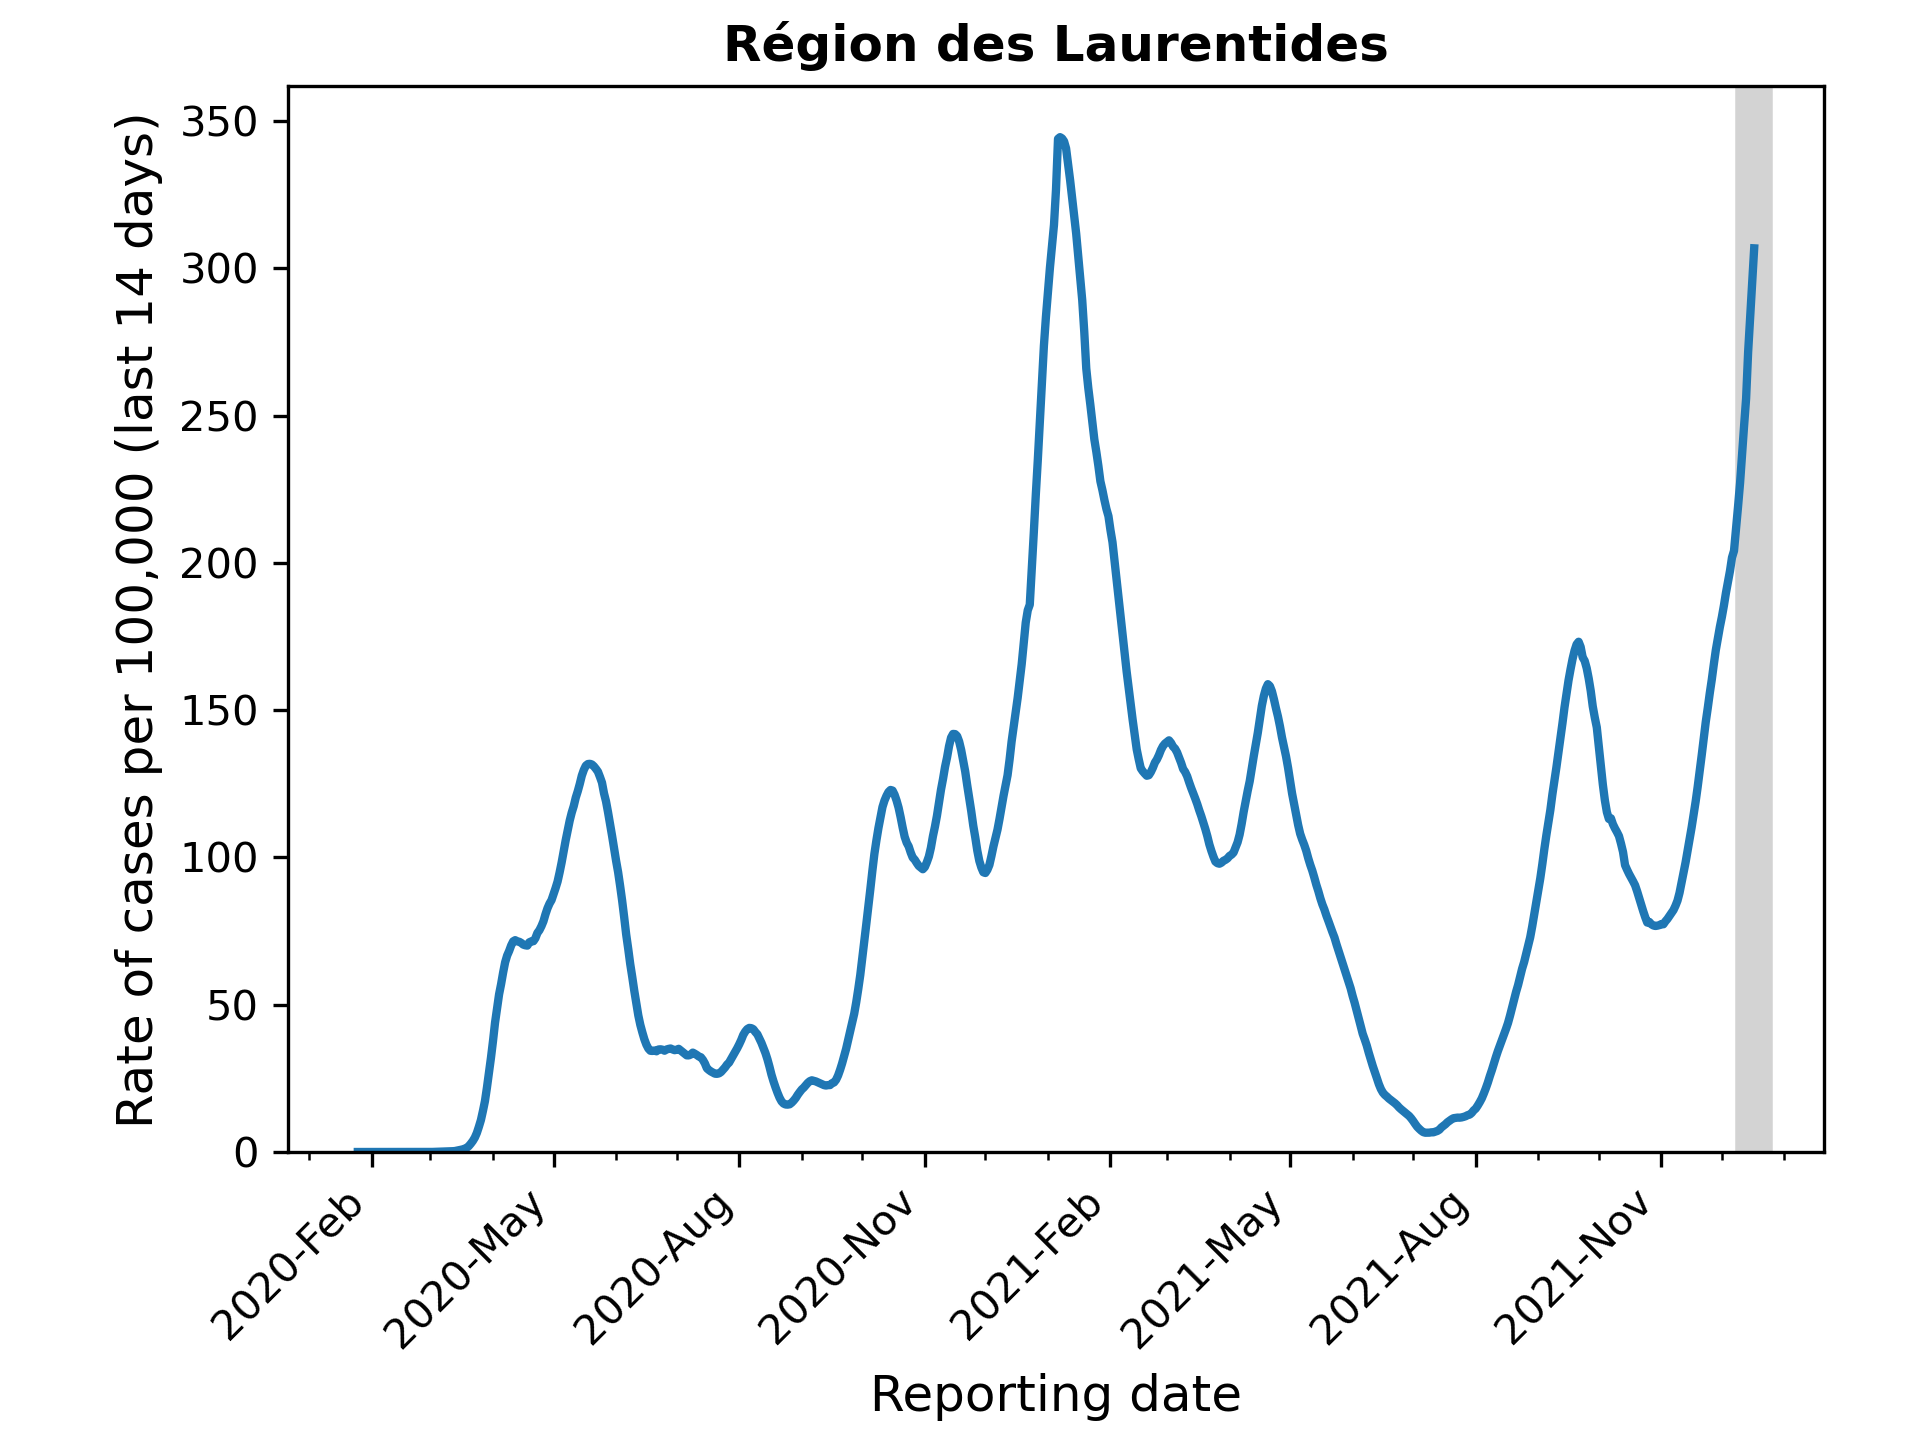 Région des Laurentides
Rate of cases per 100,000 (last 14 days)
350
300
250
200
150
100
50
0
2020-Feb
2020-May
2020-Aug
2020-Nov
2021-Feb
2021-May
2021-Aug
2021-Nov
Reporting date